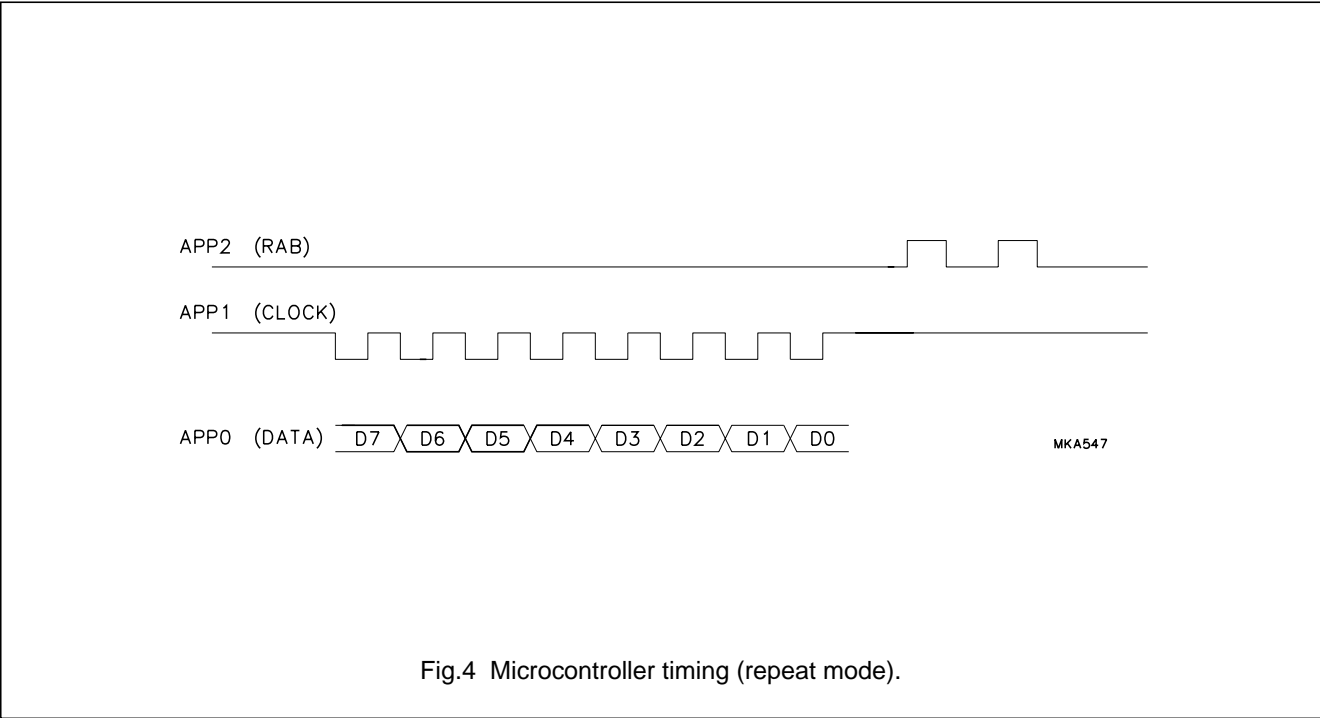 APP2 (RAB)
APP1 (CLOCK)
APP0 (DATA) D7 D6 D5 D4 D3 D2 D1 D0
MKA547
Fig.4 Microcontroller timing (repeat mode).